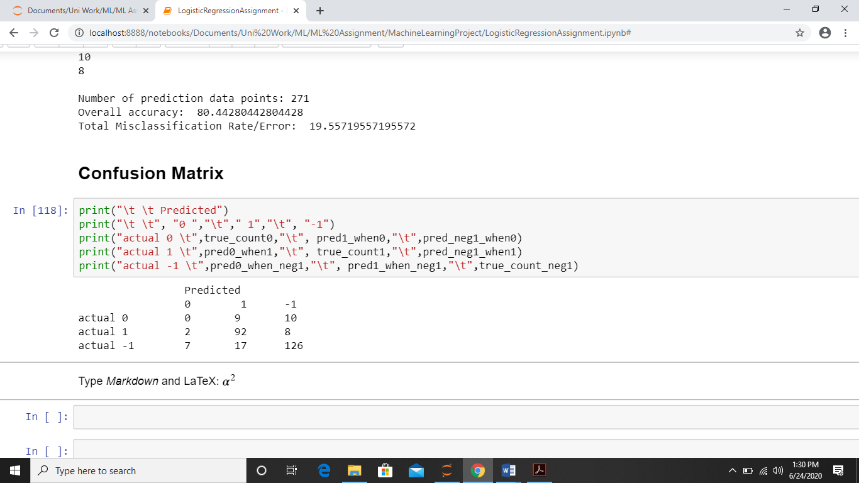 Documents/Uni Work/ML/ML As
LogisticRegressionAssignment -
localhost:8888/notebooks/Documents/Uni%20Work/ML/ML%20Assignment/MachineLearningProject/LogisticRegressionAssignment.ipynb#
10
8
Number of prediction data points: 271
Overall accuracy:  80.44280442804428
Total Misclassification Rate/Error:  19.55719557195572
Confusion Matrix
In [118]:
print("\t \t Predicted")
print("\t \t", "0 ","\t"," 1","\t", "-1")
print("actual 0 \t",true_count0,"\t", pred1_when0,"\t",pred_neg1_when0)
print("actual 1 \t",pred0_when1,"\t", true_count1,"\t",pred_neg1_when1)
print("actual -1 \t",pred0_when_neg1,"\t", pred1_when_neg1,"\t",true_count_neg1)
Predicted
0 1 -1
actual 0 0 9 10
actual 1 2 92 8
actual -1 7 17 126
Type Markdown and LaTeX: α²
In [ ]:
In [ ]:
Type here to search
1:30 PM
6/24/2020